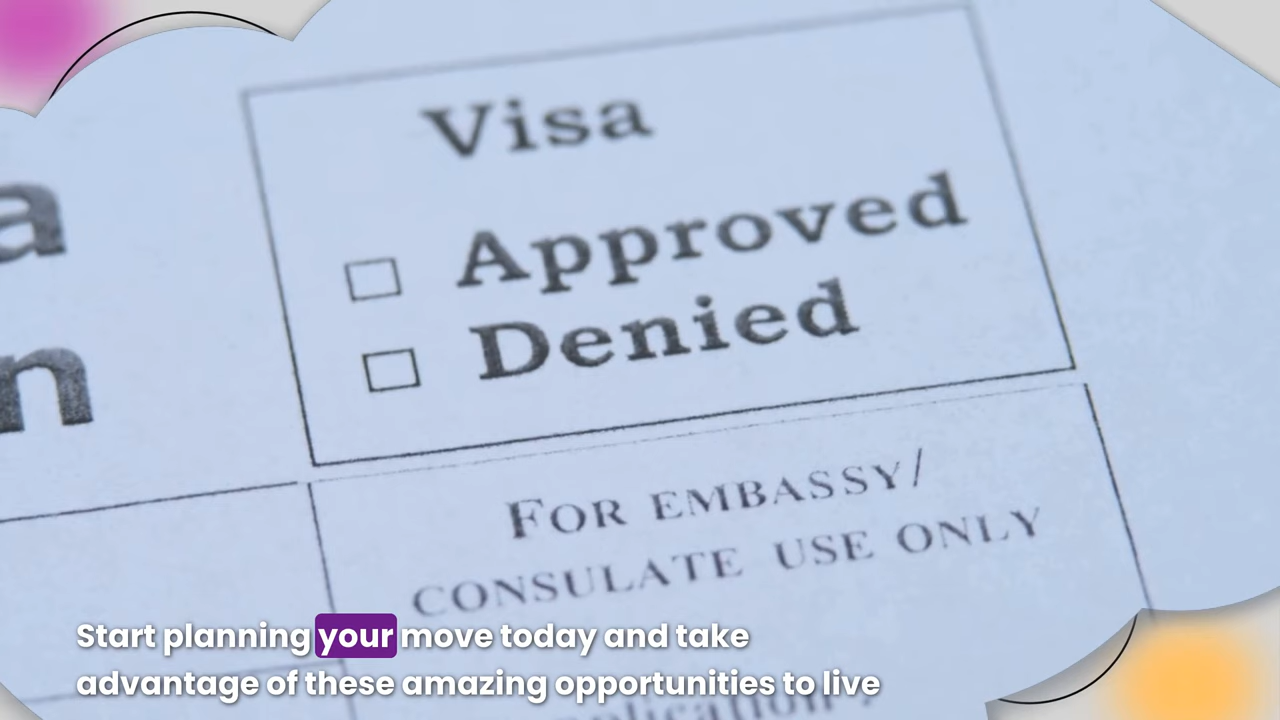 Visa
Approved
Denied
FOR EMBASSY/
CONSULATE USE ONLY
Start planning your move today and take
advantage of these amazing opportunities to live